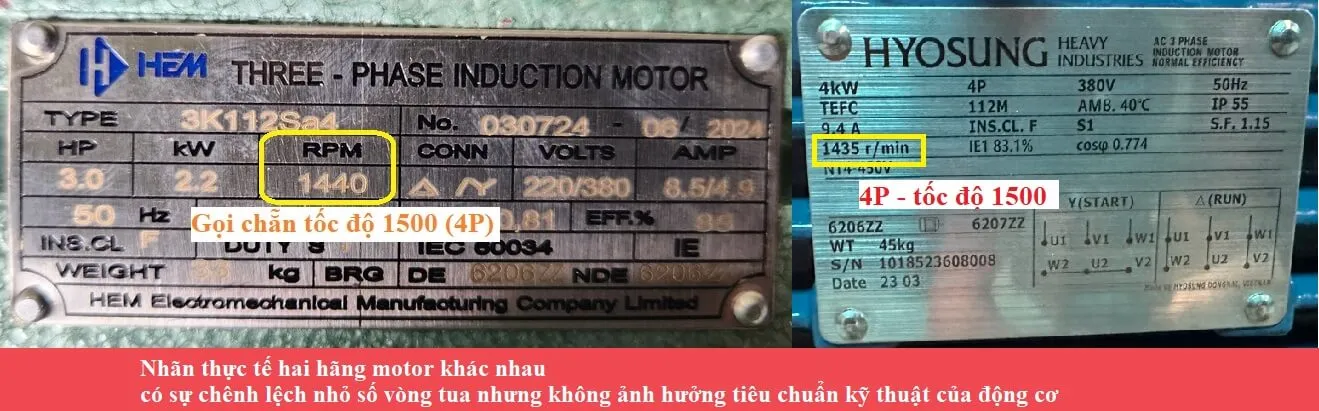 HEM THREE - PHASE INDUCTION MOTOR
TYPE 3K112Sa4 No. 030724 - 06/ 2024
HP kW RPM CONN VOLTS AMP
3.0 2.2 1440 △ /Y 220/380 8.5/4.9
50 Hz 0,81 EFF.%
Gọi chẵn tốc độ 1500 (4P)
INS.CL F DUTY S IEC 60034 IE
WEIGHT kg BRG DE 6206ZZ NDE
HEM Electromechanical Manufacturing Company Limited
HYOSUNG HEAVY INDUSTRIES
AC 3 PHASE
INDUCTION MOTOR
NORMAL EFFICIENCY
4kW 4P 380V 50Hz
TEFC 112M AMB. 40°C IP 55
9.4 A INS.CL. F S1 S.F. 1.15
1435 r/min IE1 83.1% cosφ 0.774
4P - tốc độ 1500
Y(START) △(RUN)
6206ZZ 6207ZZ
U1 V1 W1 U1 V1 W1
WT 45kg
W2 U2 V2 W2 U2 V2
S/N 1018523608008
Date 23 03
MADE BY HYOSUNG DONGNAI, VIETNAM
Nhãn thực tế hai hãng motor khác nhau
có sự chênh lệch nhỏ số vòng tua nhưng không ảnh hưởng tiêu chuẩn kỹ thuật của động cơ